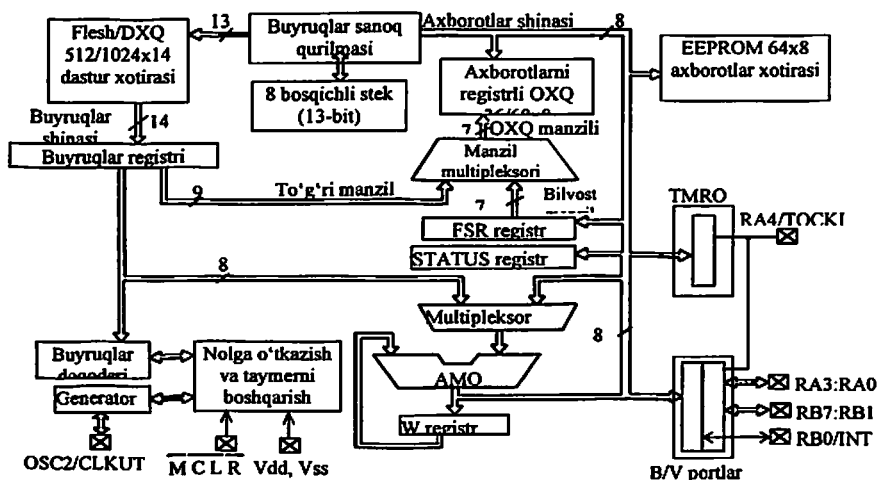 Flesh/DXQ
512/1024x14
dastur xotirasi
13
Buyruqlar sanoq
qurilmasi
Axborotlar shinasi
8
EEPROM 64x8
axborotlar xotirasi
8 bosqichli stek
(13-bit)
Axborotlarni
registrli OXQ
Buyruqlar
shinasi
14
7
OXQ manzili
Buyruqlar registri
Manzil
multipleksori
9
To'g'ri manzil
7
Bilvost
TMRO
RA4/TOCKI
FSR registr
STATUS registr
8
Multipleksor
8
Buyruqlar
Nolga o'tkazish
va taymerni
boshqarish
AMO
Generator
W registr
RA3:RA0
RB7:RB1
RB0/INT
OSC2/CLKUT
MCLR
Vdd, Vss
B/V portlar